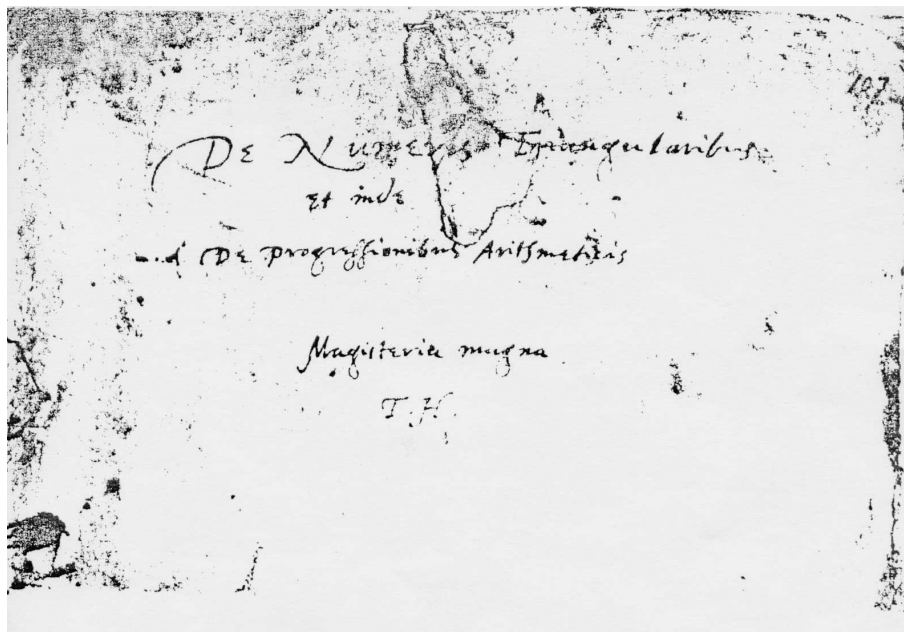 107
De Numeris Triangularibus
et inde
De progressionibus Arithmeticis
Magisteria magna
T. H.